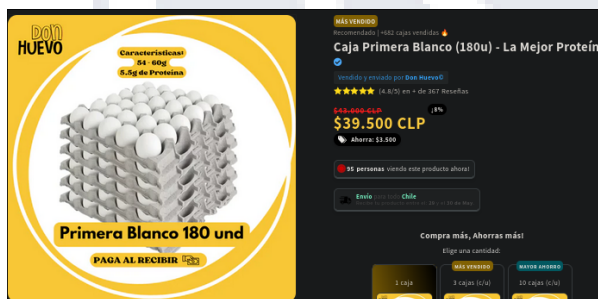 Don
HUEVO
Características:
54 - 60g
5.5g de Proteína
Primera Blanco 180 und
PAGA AL RECIBIR
MÁS VENDIDO
Recomendado | +682 cajas vendidas 🔥
Caja Primera Blanco (180u) - La Mejor Proteín
Vendido y enviado por Don Huevo®
(4.8/5) en + de 367 Reseñas
$43.000 CLP
↓8%
$39.500 CLP
Ahorra: $3.500
95 personas viendo este producto ahora!
Envío para todo Chile
Compra más, Ahorras más!
Elige una cantidad:
MÁS VENDIDO
MAYOR AHORRO
1 caja
3 cajas (c/u)
10 cajas (c/u)